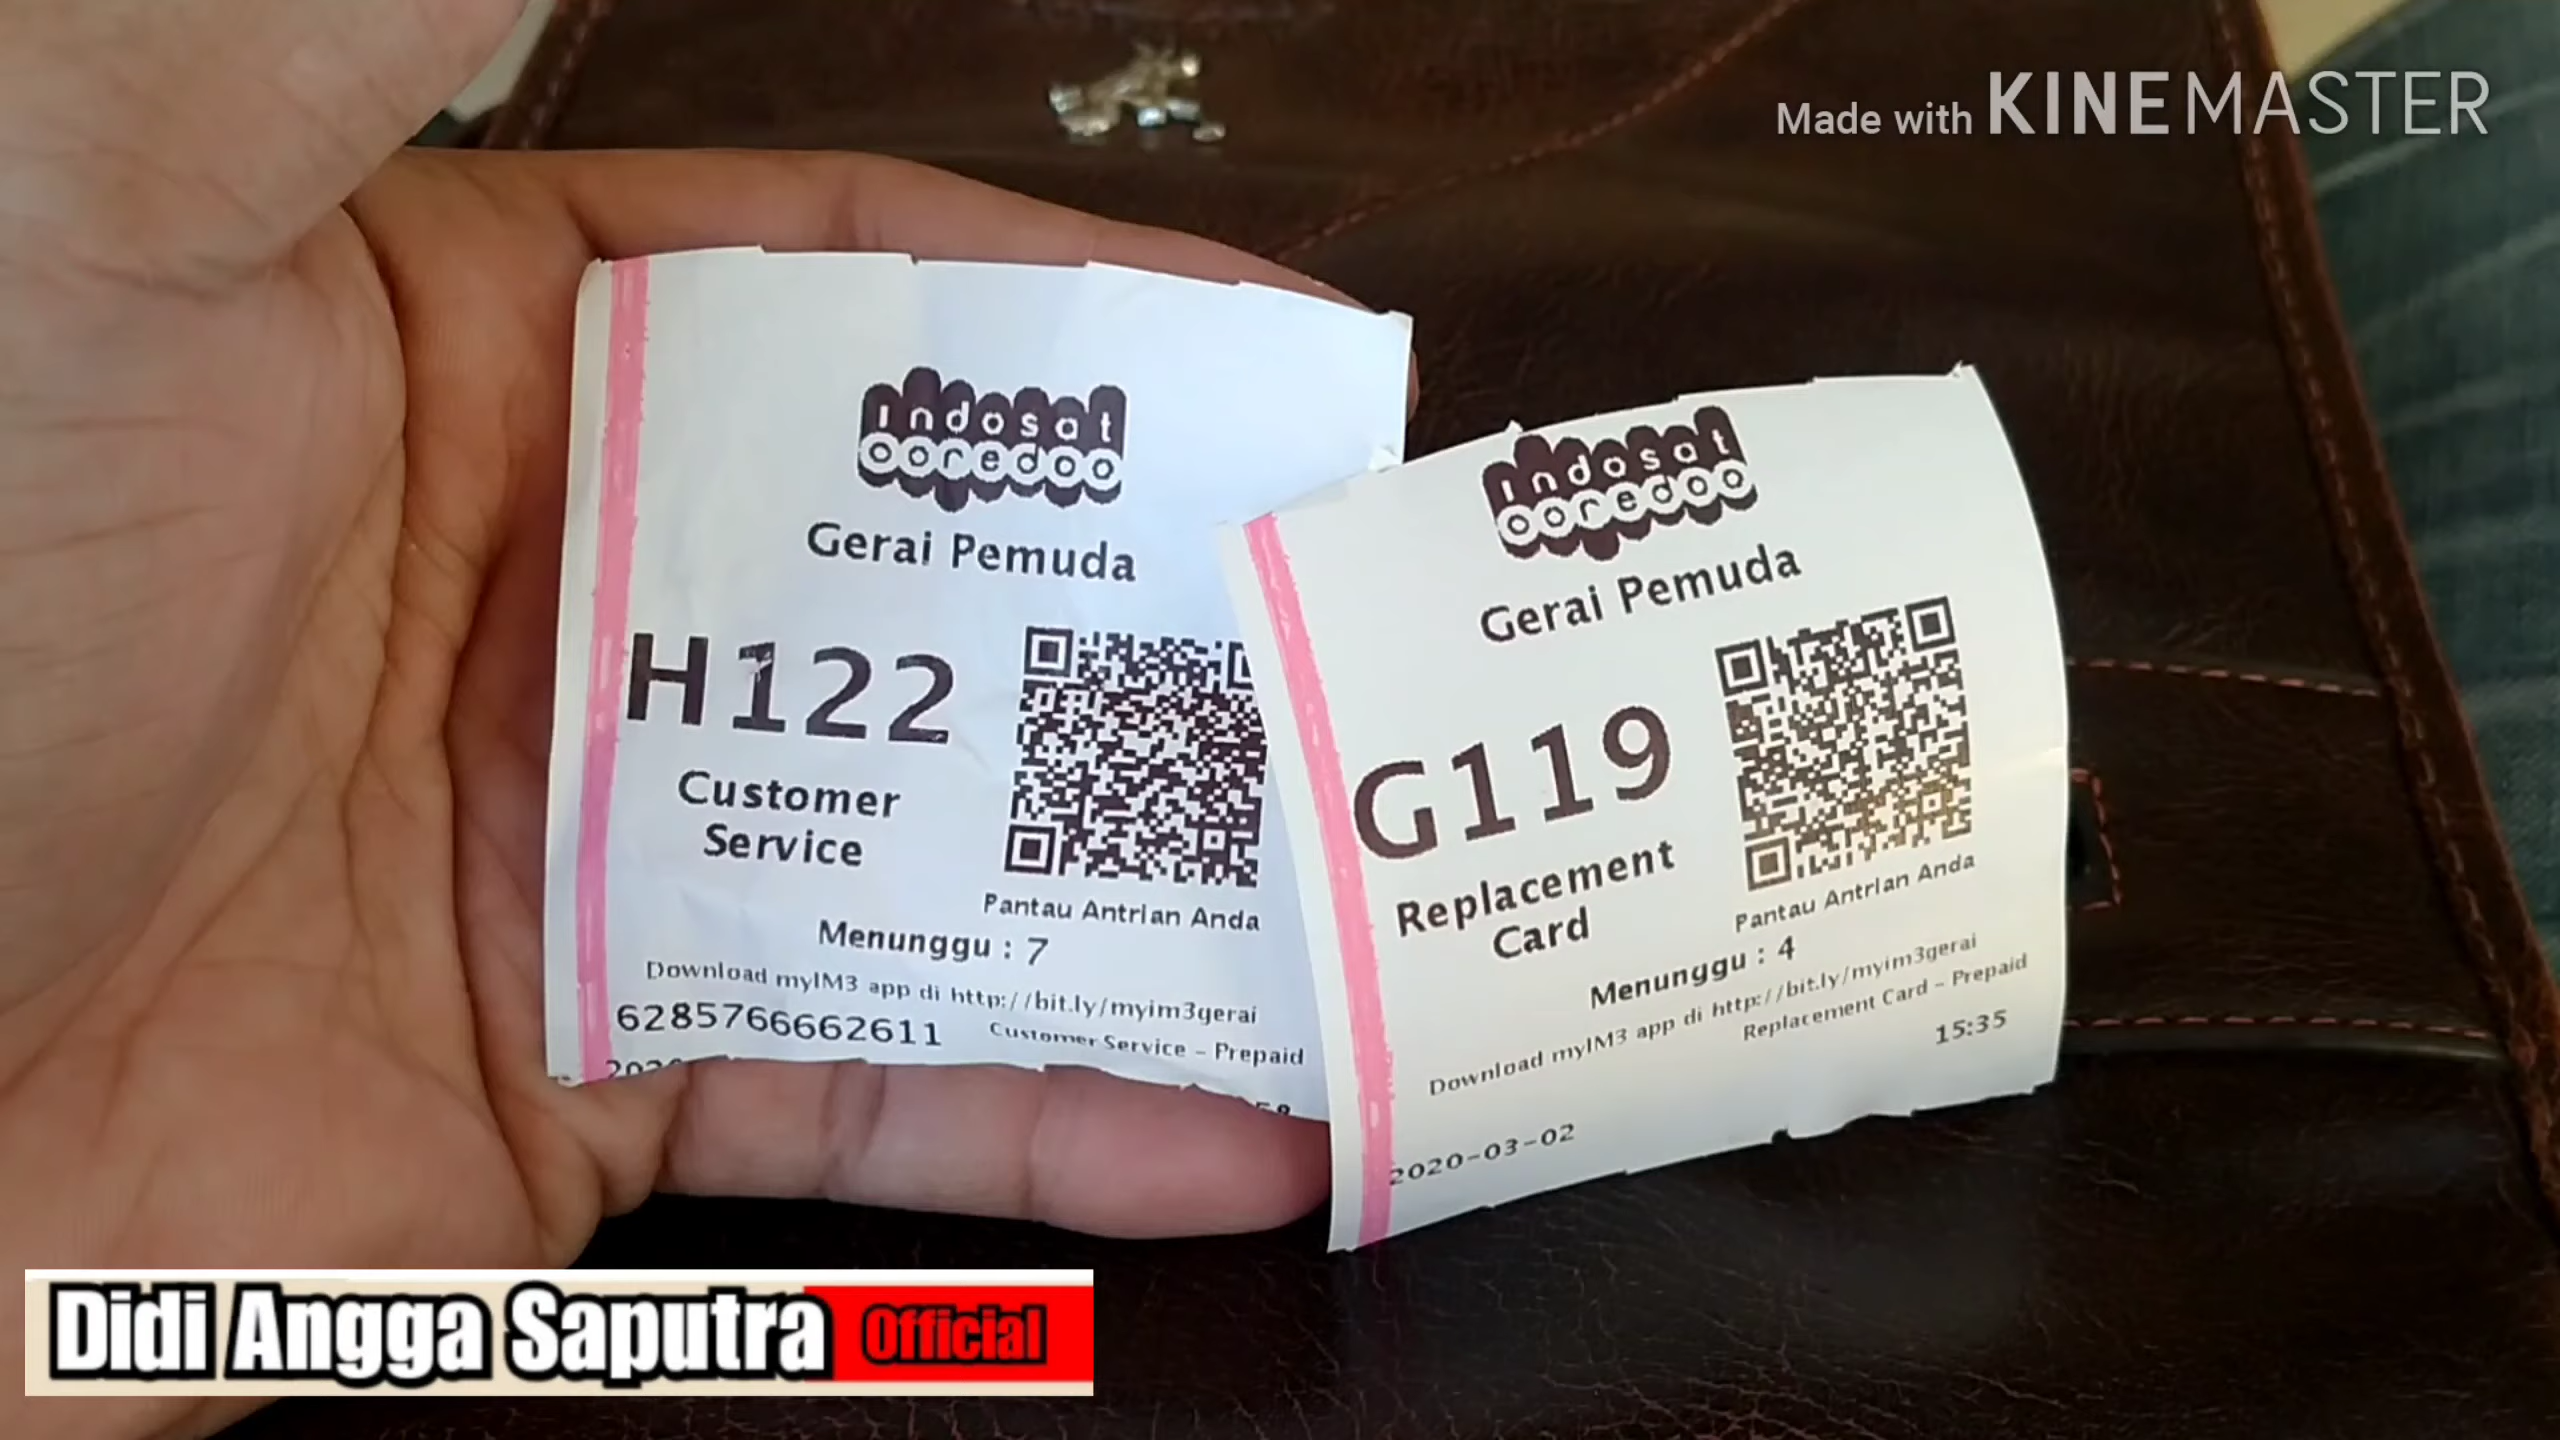 Made with KINEMASTER
indosat
ooredoo
Gerai Pemuda
H122
Customer
Service
Pantau Antrian Anda
Menunggu : 7
Download myIM3 app di http://bit.ly/myim3gerai
6285766662611
Customer Service - Prepaid
indosat
ooredoo
Gerai Pemuda
G119
Replacement
Card
Pantau Antrian Anda
Menunggu : 4
Download myIM3 app di http://bit.ly/myim3gerai
Replacement Card - Prepaid
15:35
2020-03-02
Didi Angga Saputra Official